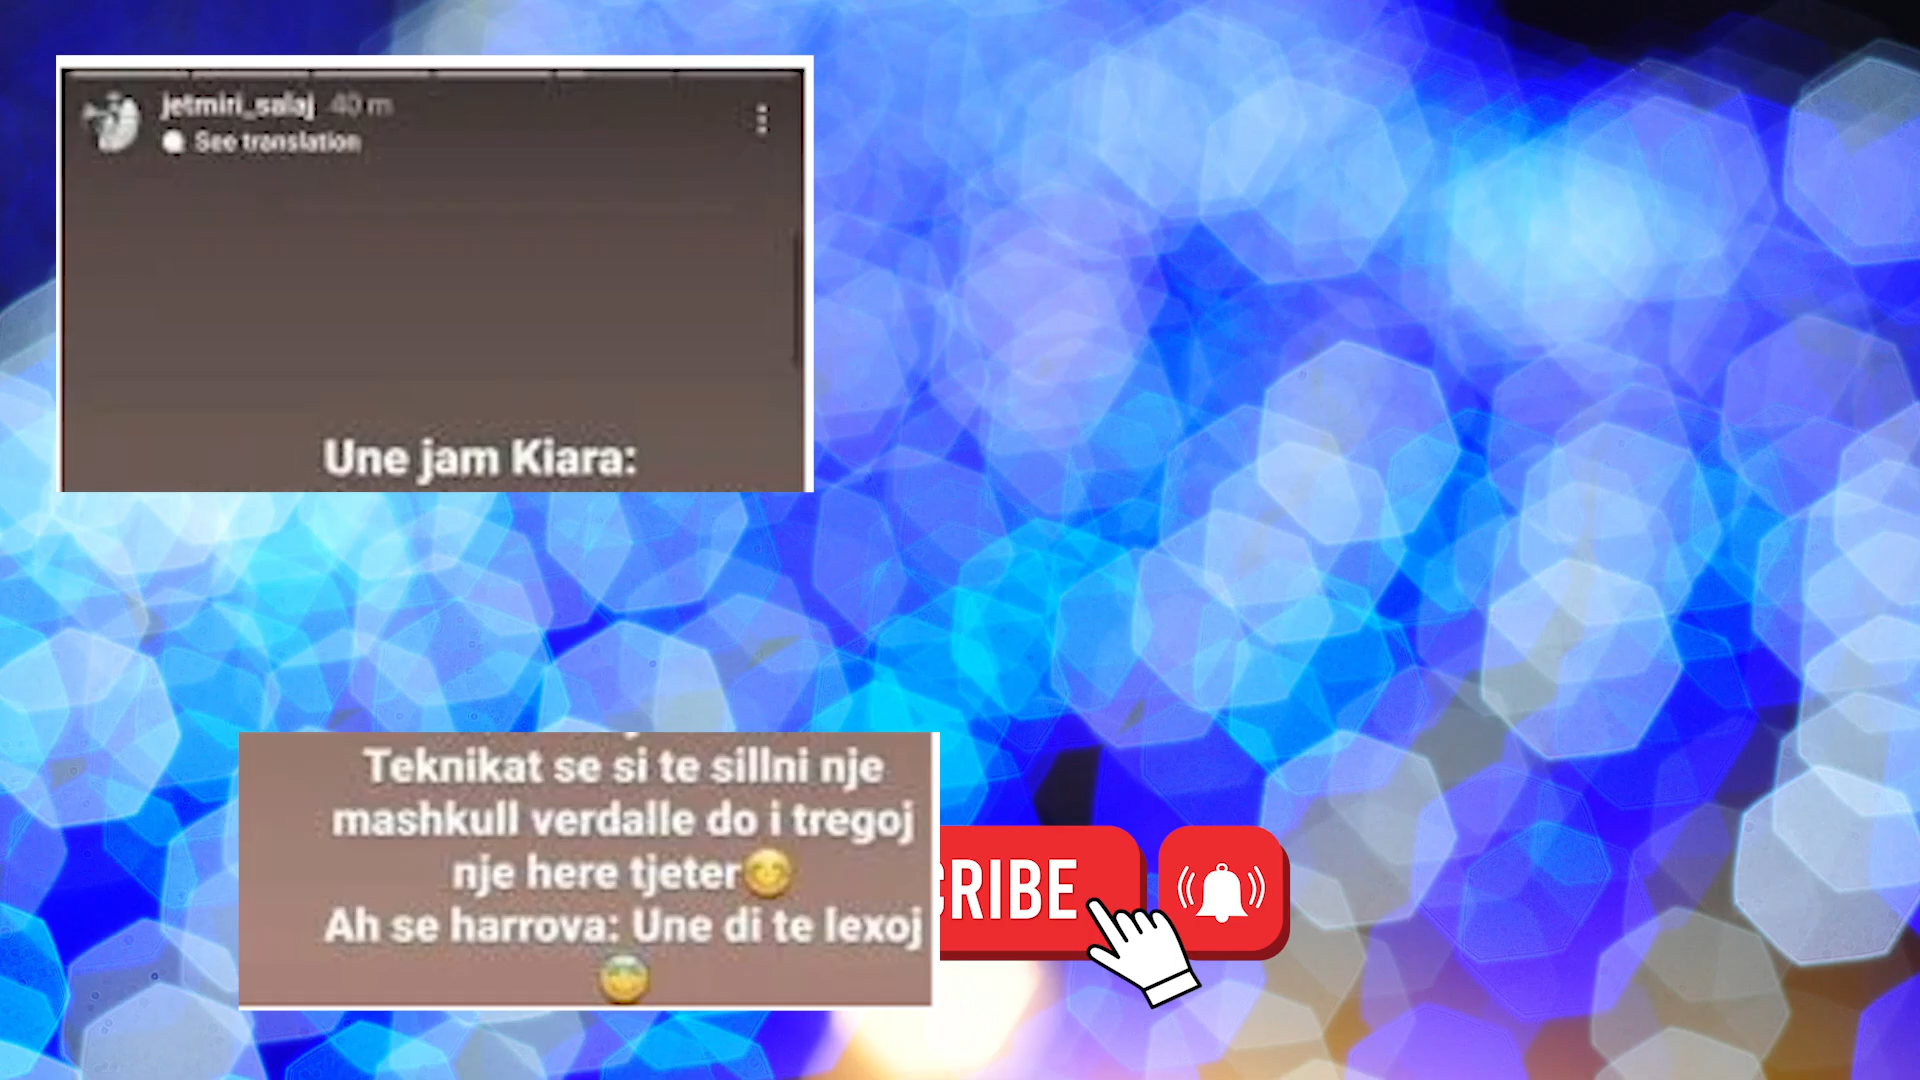 jetmiri_salaj 40 m
See translation
Une jam Kiara:
Teknikat se si te sillni nje
mashkull verdalle do i tregoj
nje here tjeter😊
Ah se harrova: Une di te lexoj
😇
CRIBE